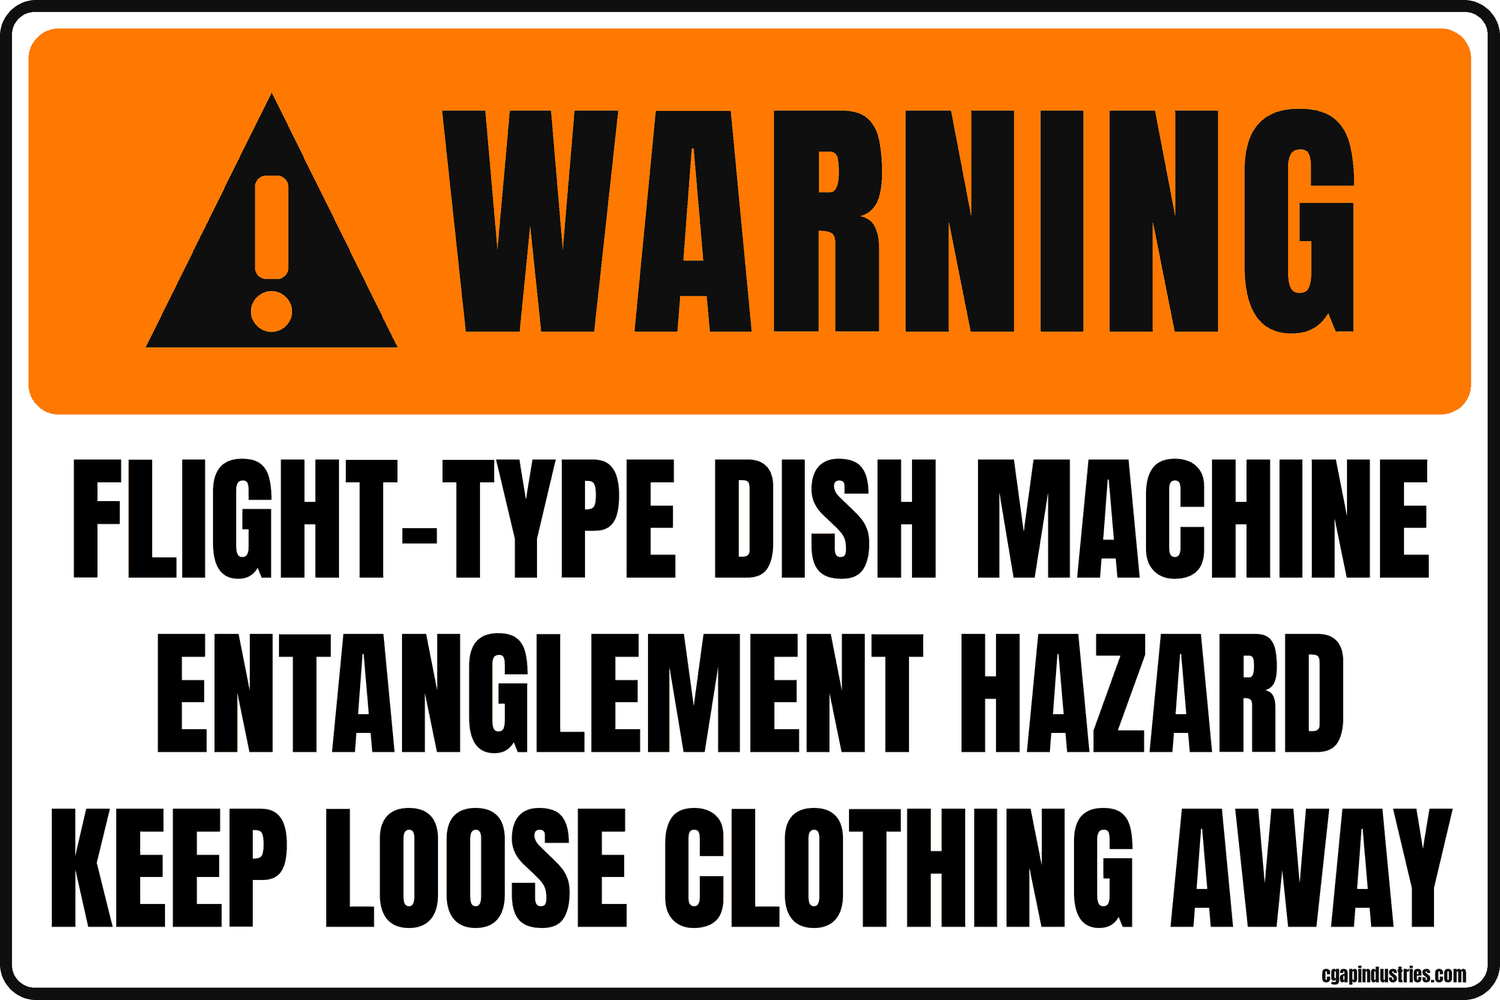 WARNING
FLIGHT-TYPE DISH MACHINE
ENTANGLEMENT HAZARD
KEEP LOOSE CLOTHING AWAY
cgapindustries.com